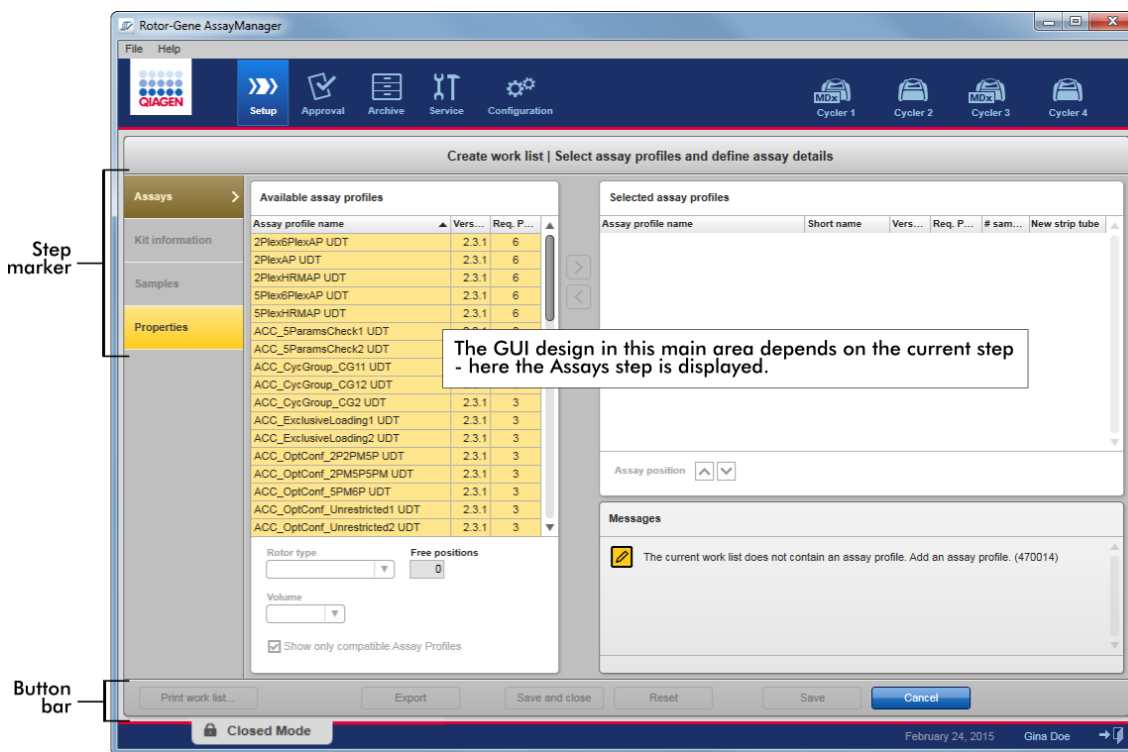 Rotor-Gene AssayManager
File Help
QIAGEN
Setup Approval Archive Service Configuration
MDx MDx
Cycler 1 Cycler 2 Cycler 3 Cycler 4
Create work list | Select assay profiles and define assay details
Step marker
Assays
Kit information
Samples
Properties
Available assay profiles
Assay profile name Vers... Req. P...
2Plex6PlexAP UDT 2.3.1 6
2PlexAP UDT 2.3.1 6
2PlexHRMAP UDT 2.3.1 6
5Plex6PlexAP UDT 2.3.1 6
5PlexHRMAP UDT 2.3.1 6
ACC_5ParamsCheck1 UDT
ACC_5ParamsCheck2 UDT
ACC_CycGroup_CG11 UDT
ACC_CycGroup_CG12 UDT
ACC_CycGroup_CG2 UDT 2.3.1 3
ACC_ExclusiveLoading1 UDT 2.3.1 3
ACC_ExclusiveLoading2 UDT 2.3.1 3
ACC_OptConf_2P2PM5P UDT 2.3.1 3
ACC_OptConf_2PM5P5PM UDT 2.3.1 3
ACC_OptConf_5PM6P UDT 2.3.1 3
ACC_OptConf_Unrestricted1 UDT 2.3.1 3
ACC_OptConf_Unrestricted2 UDT 2.3.1 3
Rotor type Free positions
0
Volume
Show only compatible Assay Profiles
Selected assay profiles
Assay profile name Short name Vers... Req. P... # sam... New strip tube
The GUI design in this main area depends on the current step
- here the Assays step is displayed.
Assay position
Messages
The current work list does not contain an assay profile. Add an assay profile. (470014)
Button bar
Print work list... Export Save and close Reset Save Cancel
Closed Mode
February 24, 2015 Gina Doe